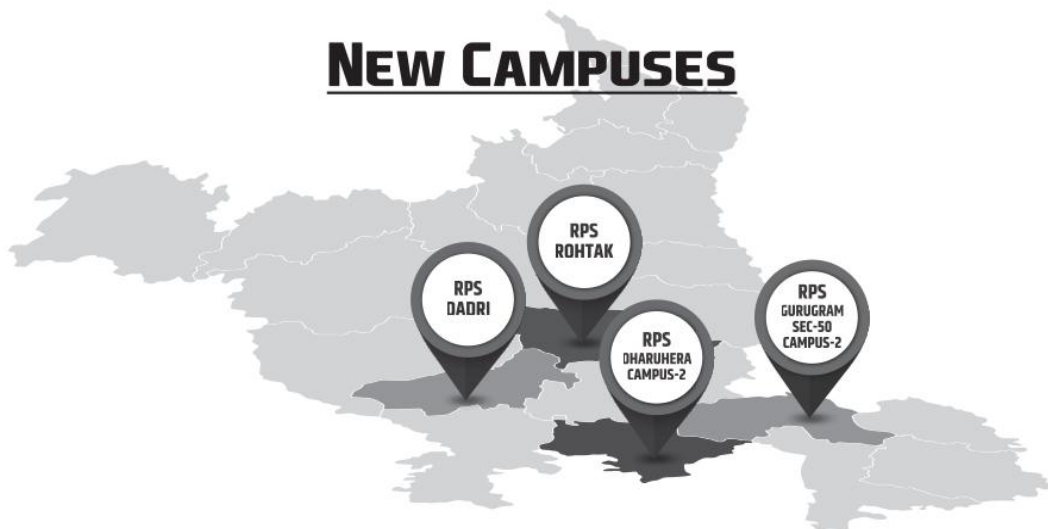 NEW CAMPUSES
RPS
ROHTAK
RPS
DADRI
RPS
GURUGRAM
SEC-50
CAMPUS-2
RPS
DHARUHERA
CAMPUS-2